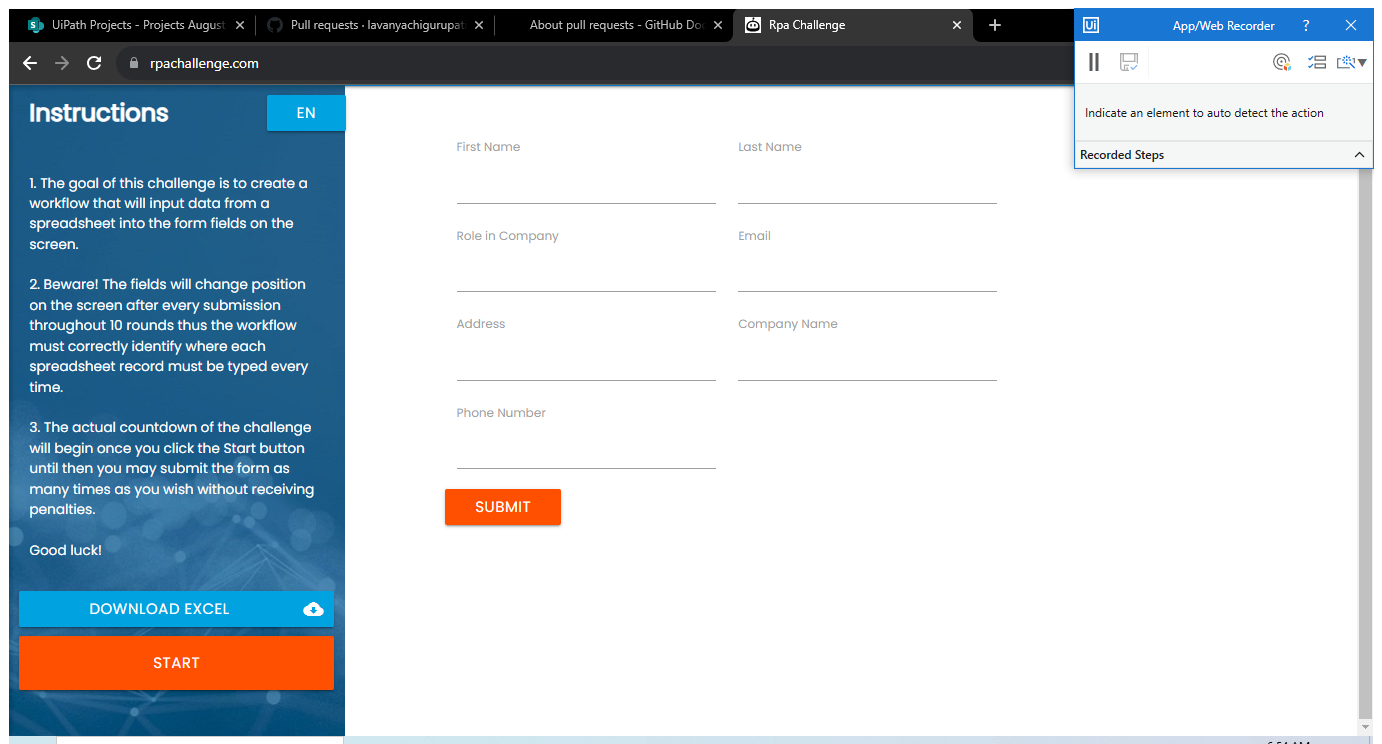 UiPath Projects - Projects August
Pull requests · lavanyachigurupat
About pull requests - GitHub Doc
Rpa Challenge
Ui
App/Web Recorder
?
rpachallenge.com
Indicate an element to auto detect the action
Recorded Steps
Instructions
EN
1. The goal of this challenge is to create a
workflow that will input data from a
spreadsheet into the form fields on the
screen.
2. Beware! The fields will change position
on the screen after every submission
throughout 10 rounds thus the workflow
must correctly identify where each
spreadsheet record must be typed every
time.
3. The actual countdown of the challenge
will begin once you click the Start button
until then you may submit the form as
many times as you wish without receiving
penalties.
Good luck!
DOWNLOAD EXCEL
START
First Name
Last Name
Role in Company
Email
Address
Company Name
Phone Number
SUBMIT